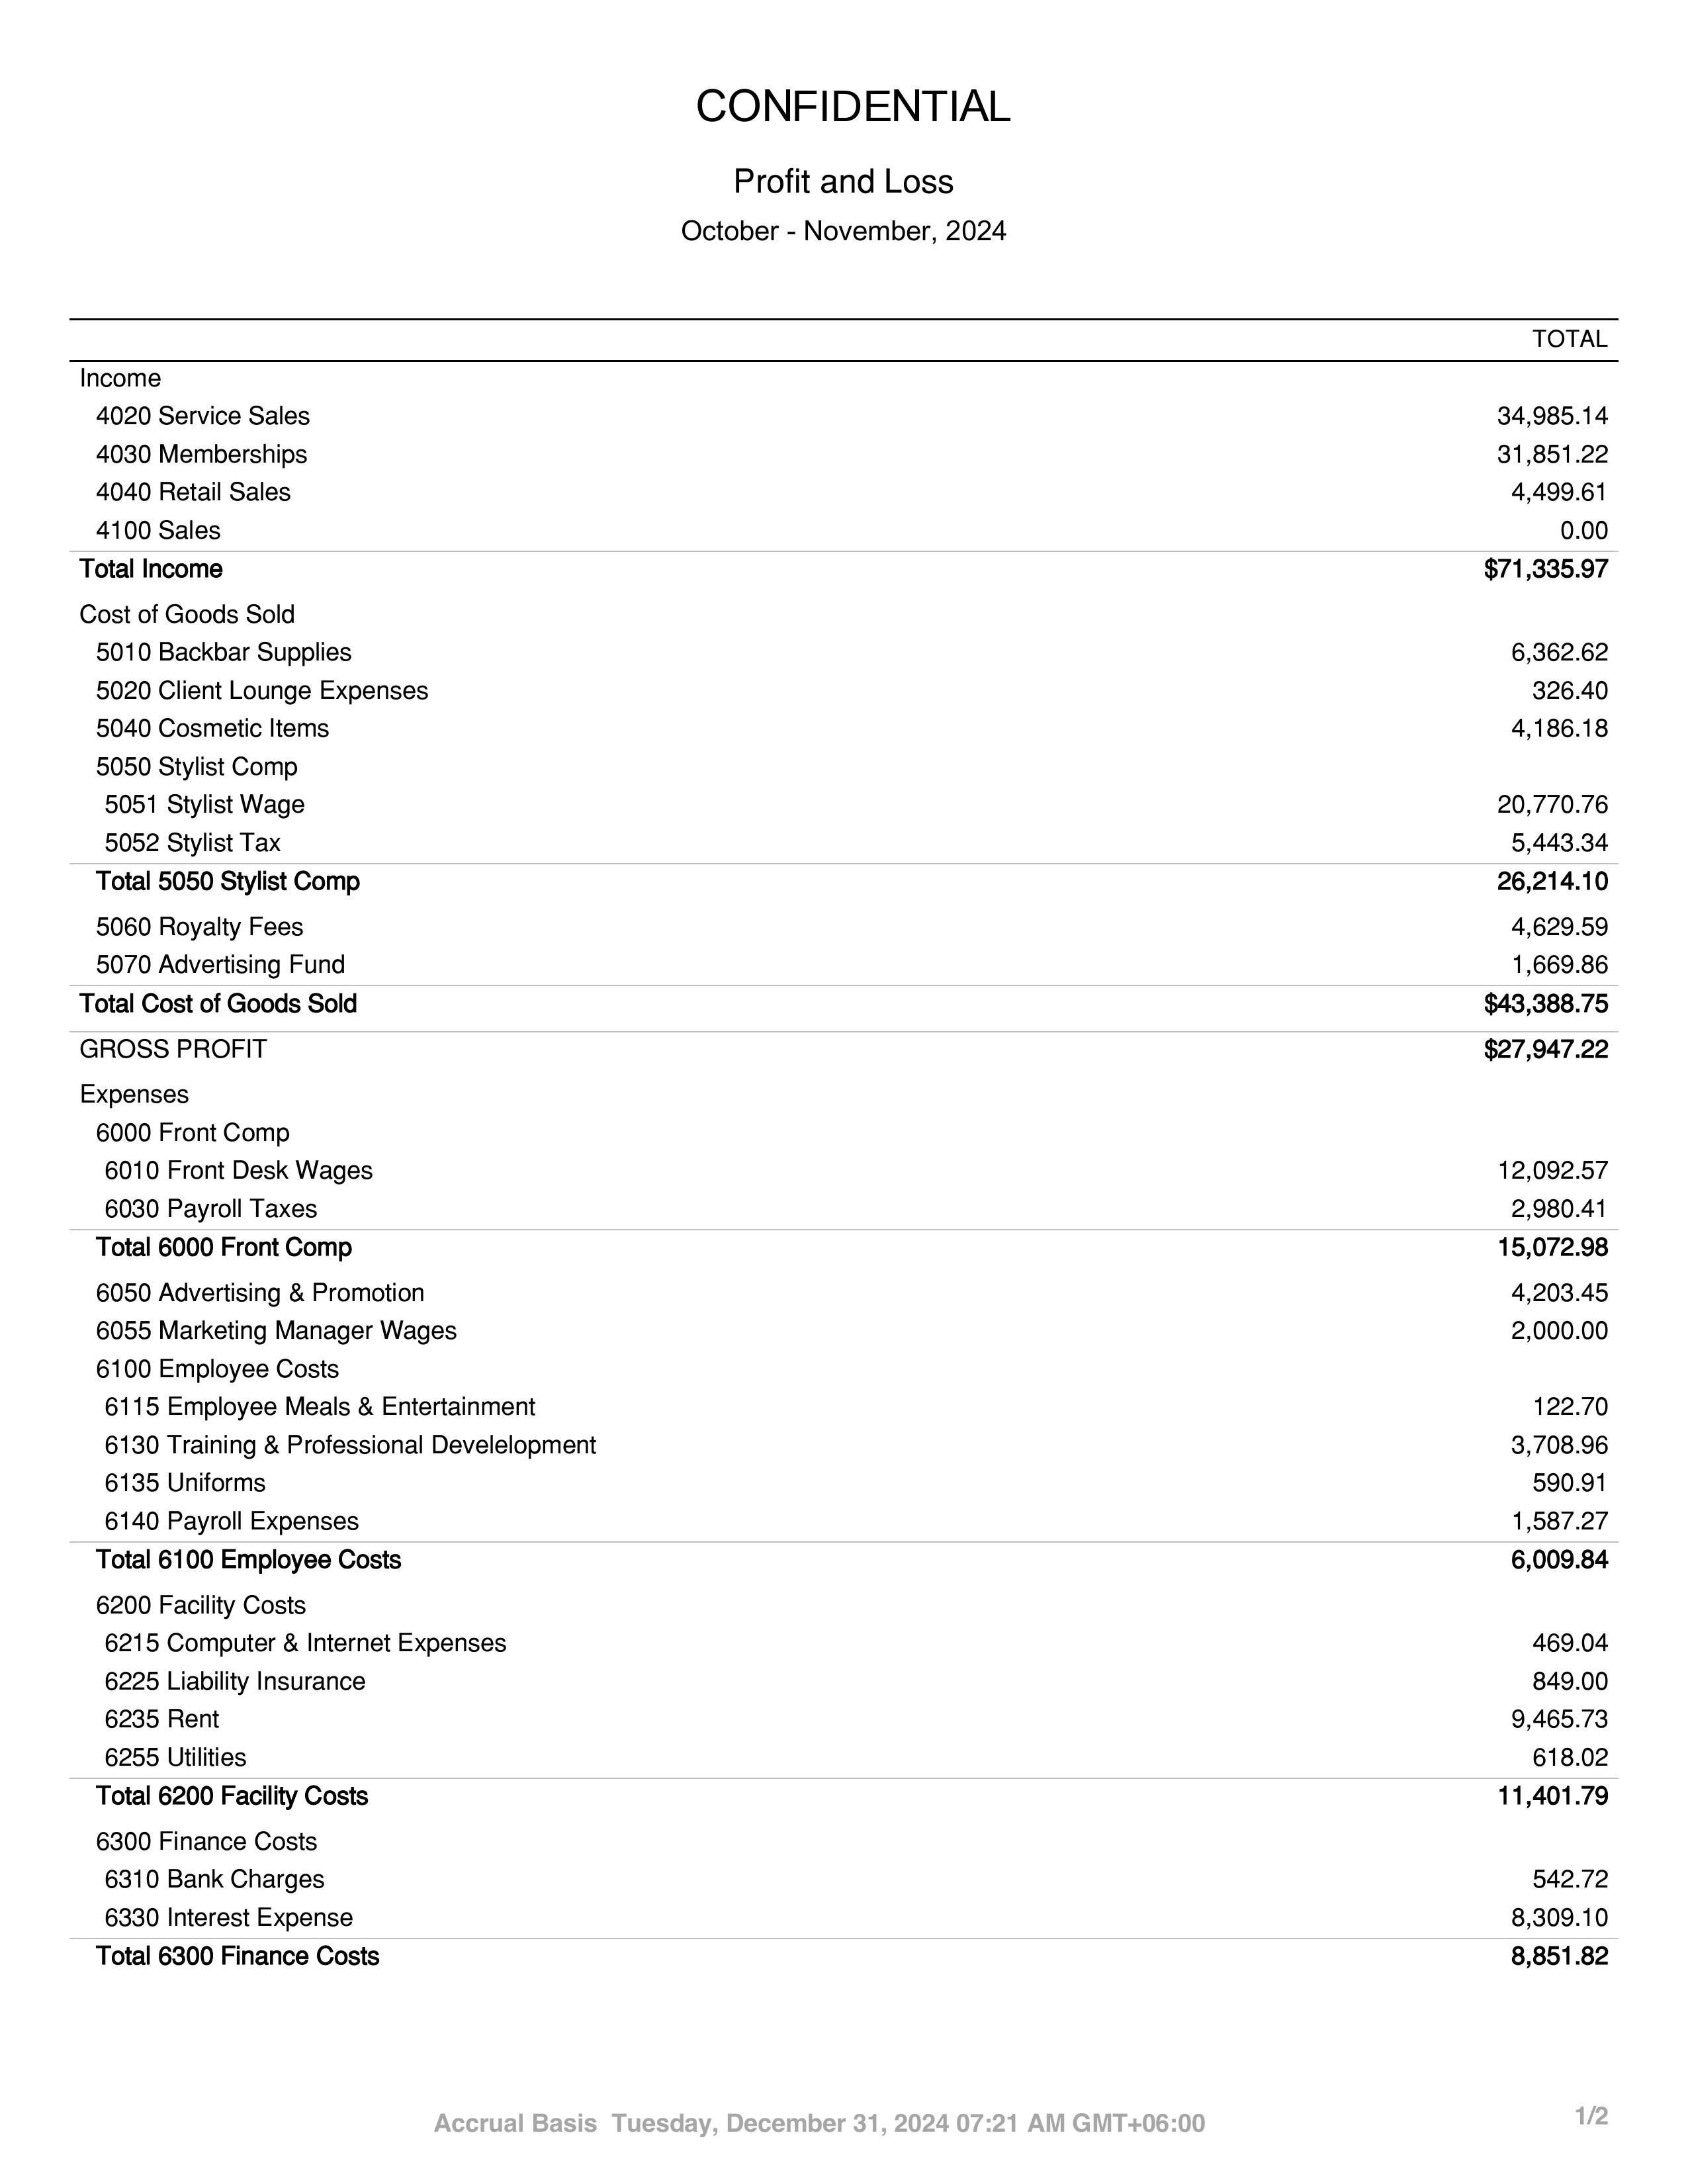 CONFIDENTIAL
Profit and Loss
October - November, 2024
TOTAL
Income
4020 Service Sales 34,985.14
4030 Memberships 31,851.22
4040 Retail Sales 4,499.61
4100 Sales 0.00
Total Income $71,335.97
Cost of Goods Sold
5010 Backbar Supplies 6,362.62
5020 Client Lounge Expenses 326.40
5040 Cosmetic Items 4,186.18
5050 Stylist Comp
5051 Stylist Wage 20,770.76
5052 Stylist Tax 5,443.34
Total 5050 Stylist Comp 26,214.10
5060 Royalty Fees 4,629.59
5070 Advertising Fund 1,669.86
Total Cost of Goods Sold $43,388.75
GROSS PROFIT $27,947.22
Expenses
6000 Front Comp
6010 Front Desk Wages 12,092.57
6030 Payroll Taxes 2,980.41
Total 6000 Front Comp 15,072.98
6050 Advertising & Promotion 4,203.45
6055 Marketing Manager Wages 2,000.00
6100 Employee Costs
6115 Employee Meals & Entertainment 122.70
6130 Training & Professional Develelopment 3,708.96
6135 Uniforms 590.91
6140 Payroll Expenses 1,587.27
Total 6100 Employee Costs 6,009.84
6200 Facility Costs
6215 Computer & Internet Expenses 469.04
6225 Liability Insurance 849.00
6235 Rent 9,465.73
6255 Utilities 618.02
Total 6200 Facility Costs 11,401.79
6300 Finance Costs
6310 Bank Charges 542.72
6330 Interest Expense 8,309.10
Total 6300 Finance Costs 8,851.82
Accrual Basis Tuesday, December 31, 2024 07:21 AM GMT+06:00 1/2